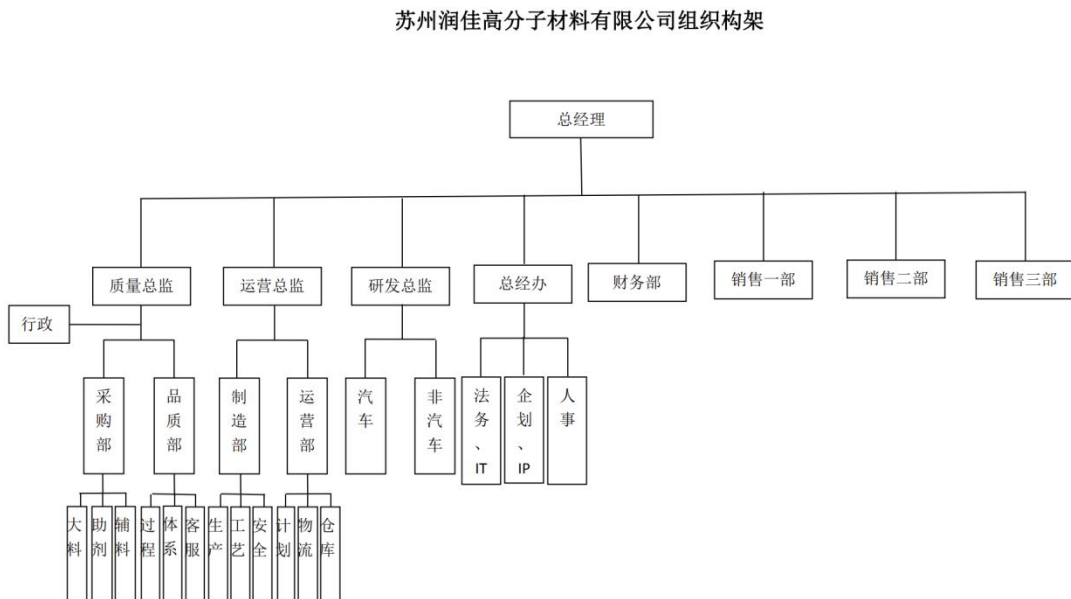 苏州润佳高分子材料有限公司组织构架
总经理
质量总监
运营总监
研发总监
总经办
财务部
销售一部
销售二部
销售三部
行政
采购部
品质部
制造部
运营部
汽车
非汽车
法务、IT
企划、IP
人事
大料
助剂
辅料
过程
体系
客服
生产
工艺
安全
计划
物流
仓库